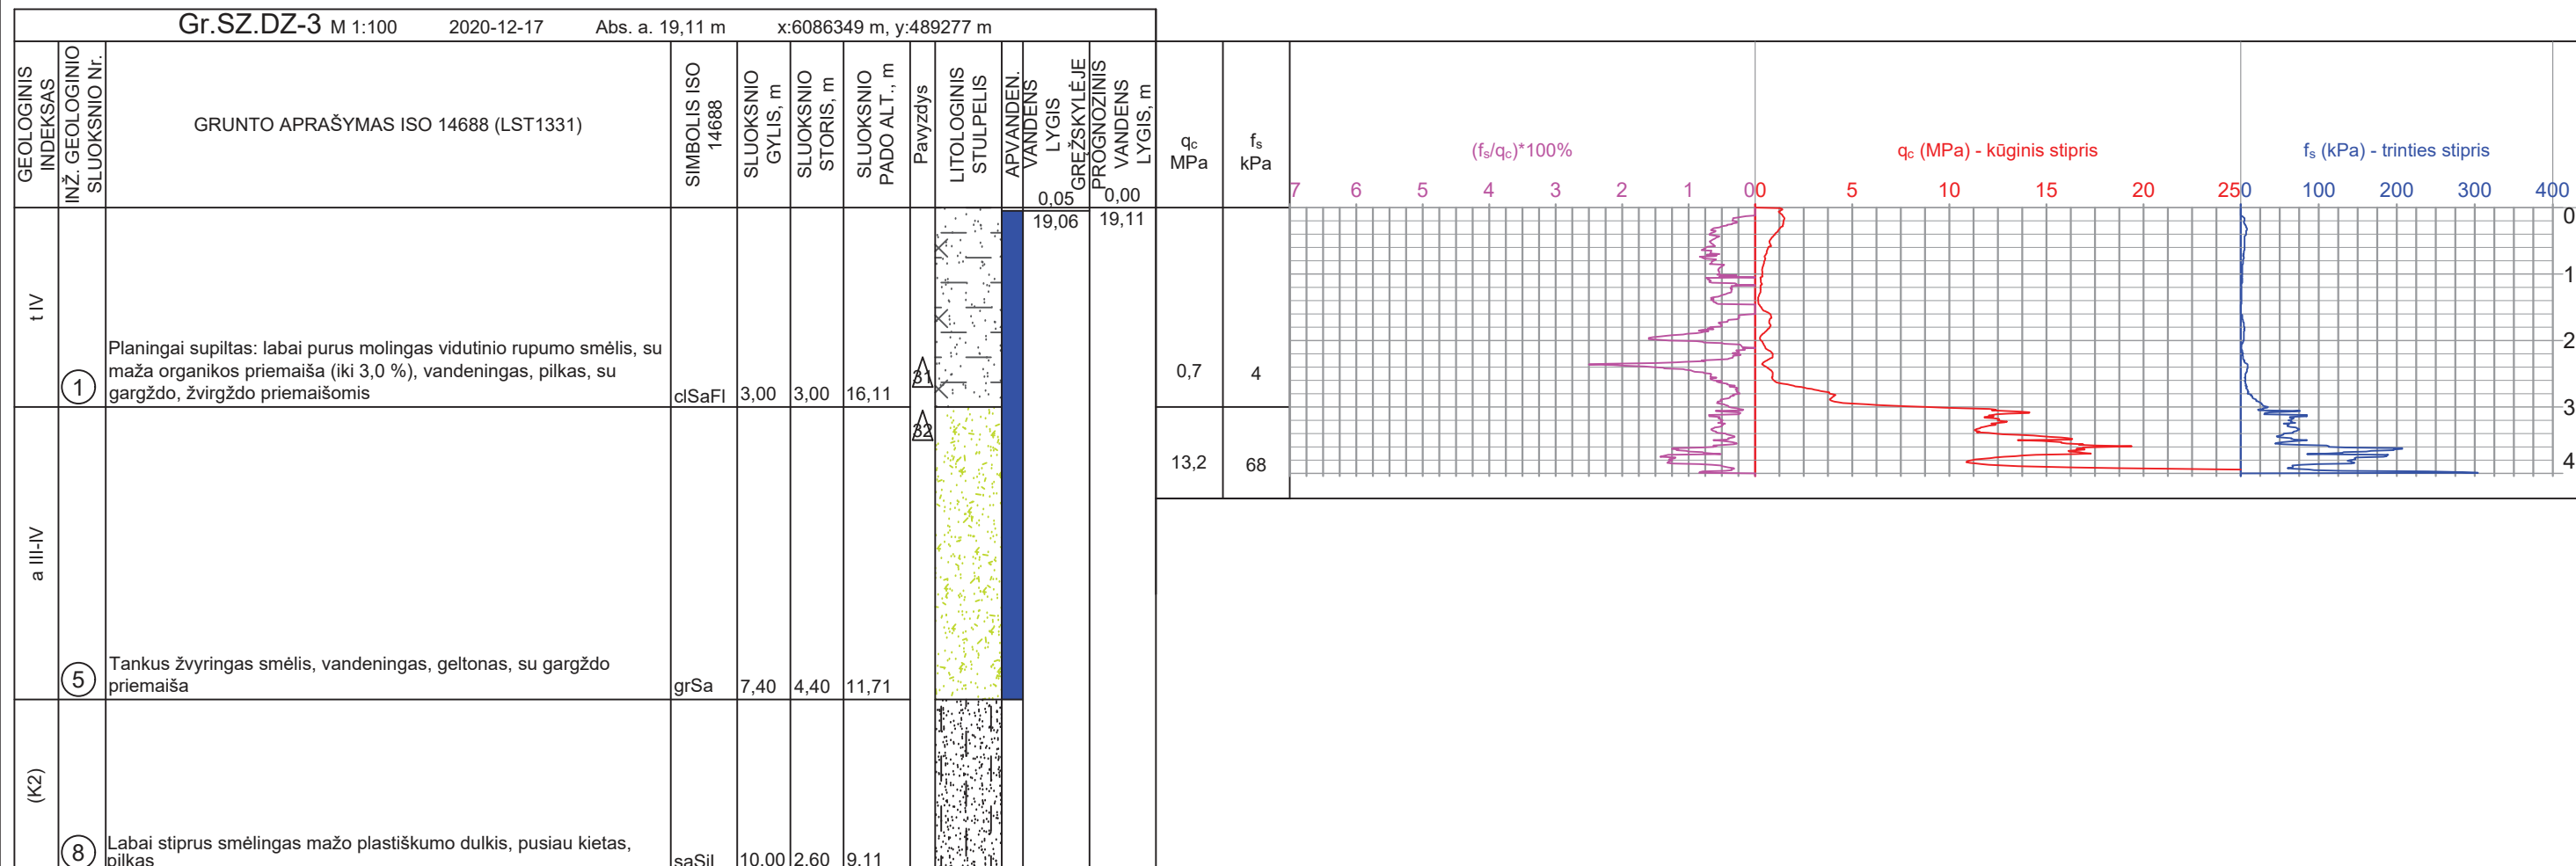 Gr.SZ.DZ-3 M 1:100 2020-12-17 Abs. a. 19,11 m x:6086349 m, y:489277 m
GEOLOGINIS
INDEKSAS
INŽ. GEOLOGINIO
SLUOKSNIO Nr.
GRUNTO APRAŠYMAS ISO 14688 (LST1331)
SIMBOLIS ISO
14688
SLUOKSNIO
GYLIS, m
SLUOKSNIO
STORIS, m
SLUOKSNIO
PADO ALT., m
Pavyzdys
LITOLOGINIS
STULPELIS
APVANDEN.
VANDENS
LYGIS
GRĘŽSKYLĖJE
0,05
PROGNOZINIS
VANDENS
LYGIS, m
0,00
qc
MPa
fs
kPa
(fs/qc)*100%
7 6 5 4 3 2 1 0
qc (MPa) - kūginis stipris
0 5 10 15 20 25
fs (kPa) - trinties stipris
0 100 200 300 400
0
1
2
3
4
19,06 19,11
t IV
1
Planingai supiltas: labai purus molingas vidutinio rupumo smėlis, su
maža organikos priemaiša (iki 3,0 %), vandeningas, pilkas, su
gargždo, žvirgždo priemaišomis
clSaFl 3,00 3,00 16,11
31
0,7 4
a III-IV
5
Tankus žvyringas smėlis, vandeningas, geltonas, su gargždo
priemaiša
grSa 7,40 4,40 11,71
32
13,2 68
(K2)
8
Labai stiprus smėlingas mažo plastiškumo dulkis, pusiau kietas,
pilkas
saSiL 10,00 2,60 9,11